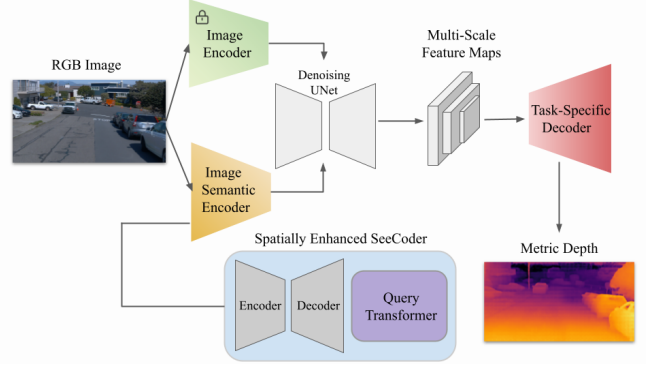 RGB Image
Image
Encoder
Denoising
UNet
Multi-Scale
Feature Maps
Task-Specific
Decoder
Image
Semantic
Encoder
Spatially Enhanced SeeCoder
Encoder
Decoder
Query
Transformer
Metric Depth